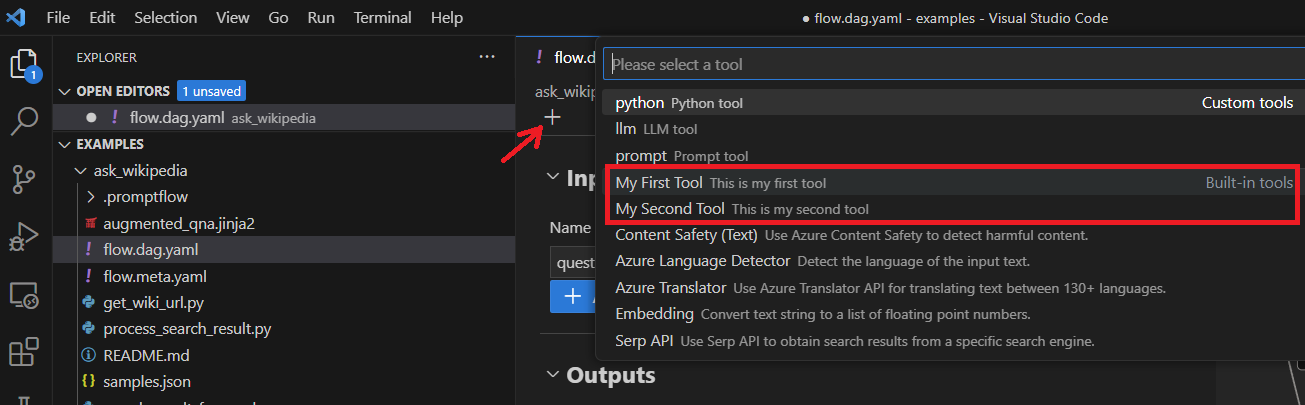 File Edit Selection View Go Run Terminal Help
● flow.dag.yaml - examples - Visual Studio Code
EXPLORER
OPEN EDITORS 1 unsaved
flow.dag.yaml ask_wikipedia
EXAMPLES
ask_wikipedia
.promptflow
augmented_qna.jinja2
flow.dag.yaml
flow.meta.yaml
get_wiki_url.py
process_search_result.py
README.md
samples.json
1
! flow.d
ask_wikip
Inp
Name
quest
Outputs
Please select a tool
python Python tool Custom tools
llm LLM tool
prompt Prompt tool
My First Tool This is my first tool Built-in tools
My Second Tool This is my second tool
Content Safety (Text) Use Azure Content Safety to detect harmful content.
Azure Language Detector Detect the language of the input text.
Azure Translator Use Azure Translator API for translating text between 130+ languages.
Embedding Convert text string to a list of floating point numbers.
Serp API Use Serp API to obtain search results from a specific search engine.